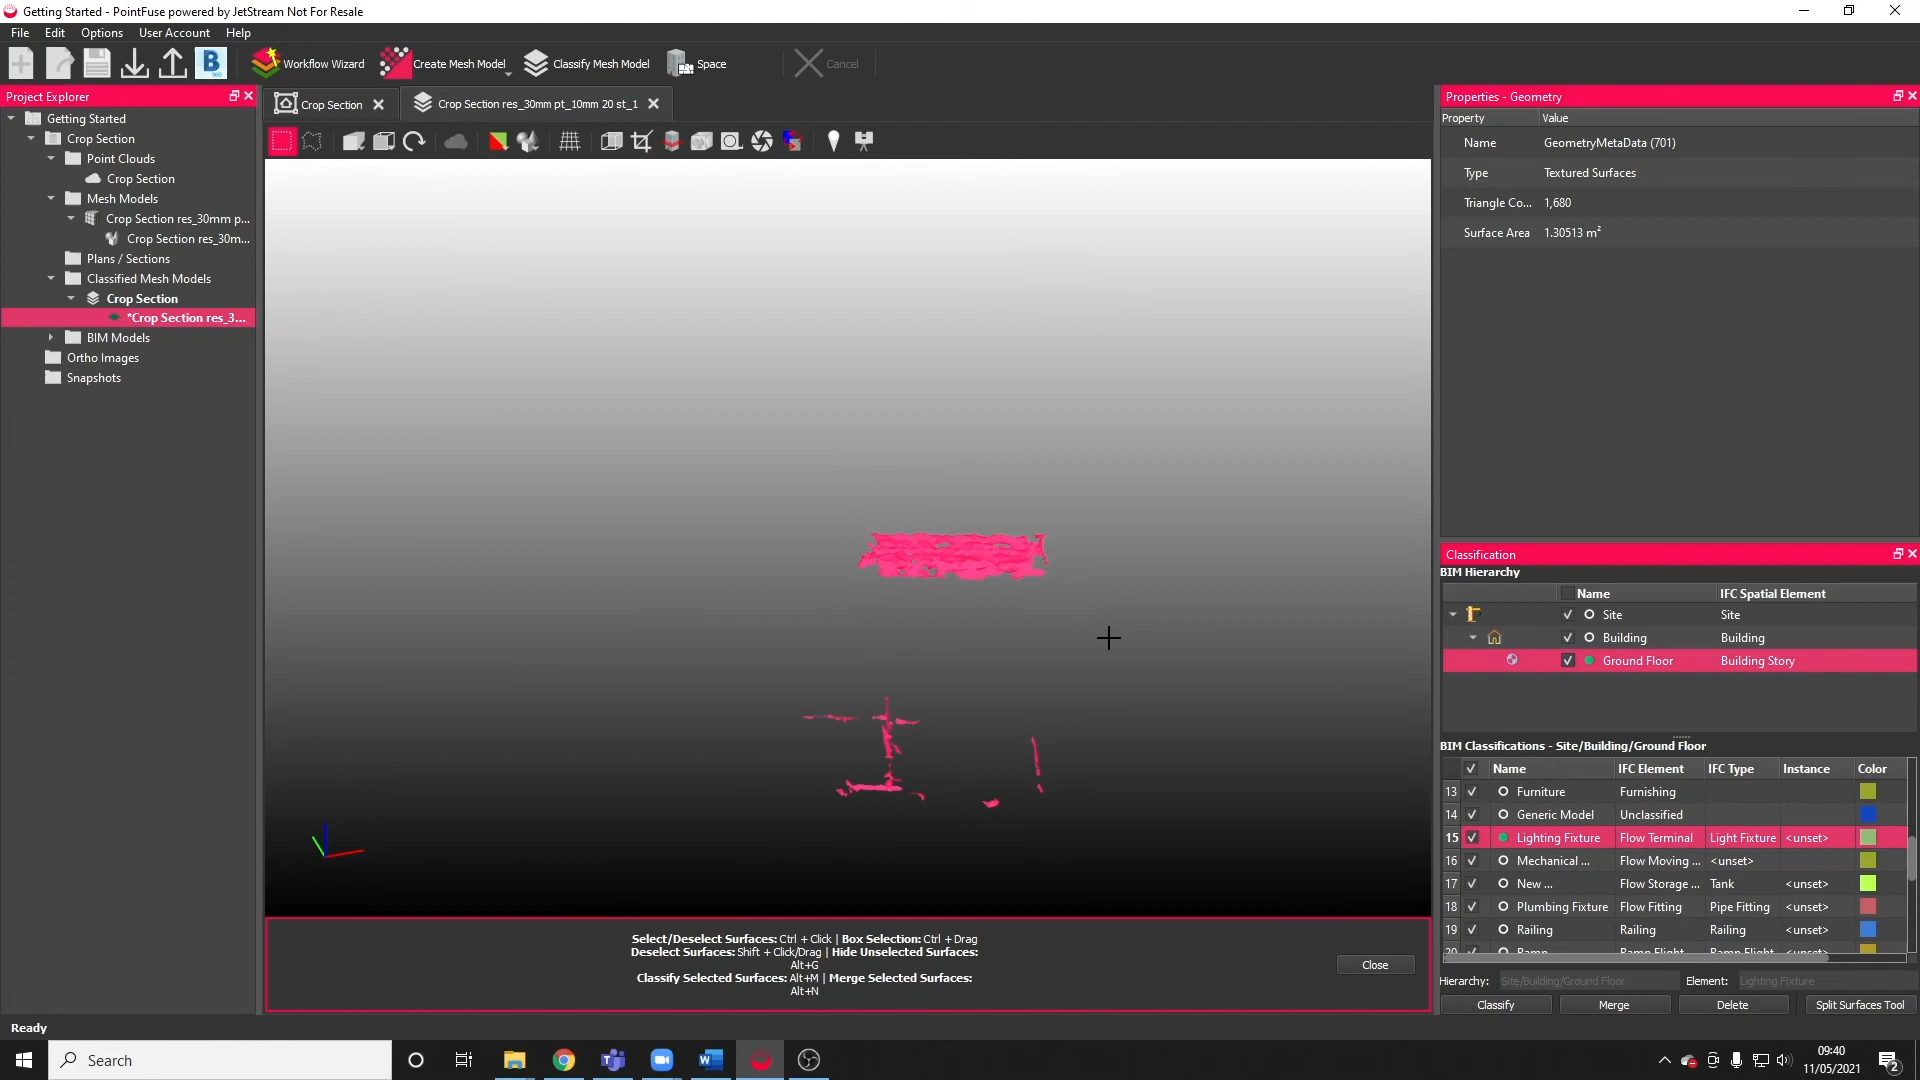 Getting Started - PointFuse powered by JetStream Not For Resale
File Edit Options User Account Help
B 360 Workflow Wizard Create Mesh Model Classify Mesh Model Space Cancel
Project Explorer
Getting Started
Crop Section
Point Clouds
Crop Section
Mesh Models
Crop Section res_30mm p...
Crop Section res_30m...
Plans / Sections
Classified Mesh Models
Crop Section
*Crop Section res_3...
BIM Models
Ortho Images
Snapshots
Crop Section
Crop Section res_30mm pt_10mm 20 st_1
Select/Deselect Surfaces: Ctrl + Click | Box Selection: Ctrl + Drag
Deselect Surfaces: Shift + Click/Drag | Hide Unselected Surfaces:
Alt+G
Classify Selected Surfaces: Alt+M | Merge Selected Surfaces:
Alt+N
Close
Properties - Geometry
Property Value
Name GeometryMetaData (701)
Type Textured Surfaces
Triangle Co... 1,680
Surface Area 1.30513 m²
Classification
BIM Hierarchy
Name IFC Spatial Element
Site Site
Building Building
Ground Floor Building Story
BIM Classifications - Site/Building/Ground Floor
Name IFC Element IFC Type Instance Color
13 Furniture Furnishing
14 Generic Model Unclassified
15 Lighting Fixture Flow Terminal Light Fixture <unset>
16 Mechanical ... Flow Moving ... <unset>
17 New ... Flow Storage ... Tank <unset>
18 Plumbing Fixture Flow Fitting Pipe Fitting <unset>
19 Railing Railing Railing <unset>
20 Ramp Ramp Flight Ramp Flight <unset>
Hierarchy: Site/Building/Ground Floor Element: Lighting Fixture
Classify Merge Delete Split Surfaces Tool
Ready
Search
09:40
11/05/2021
2